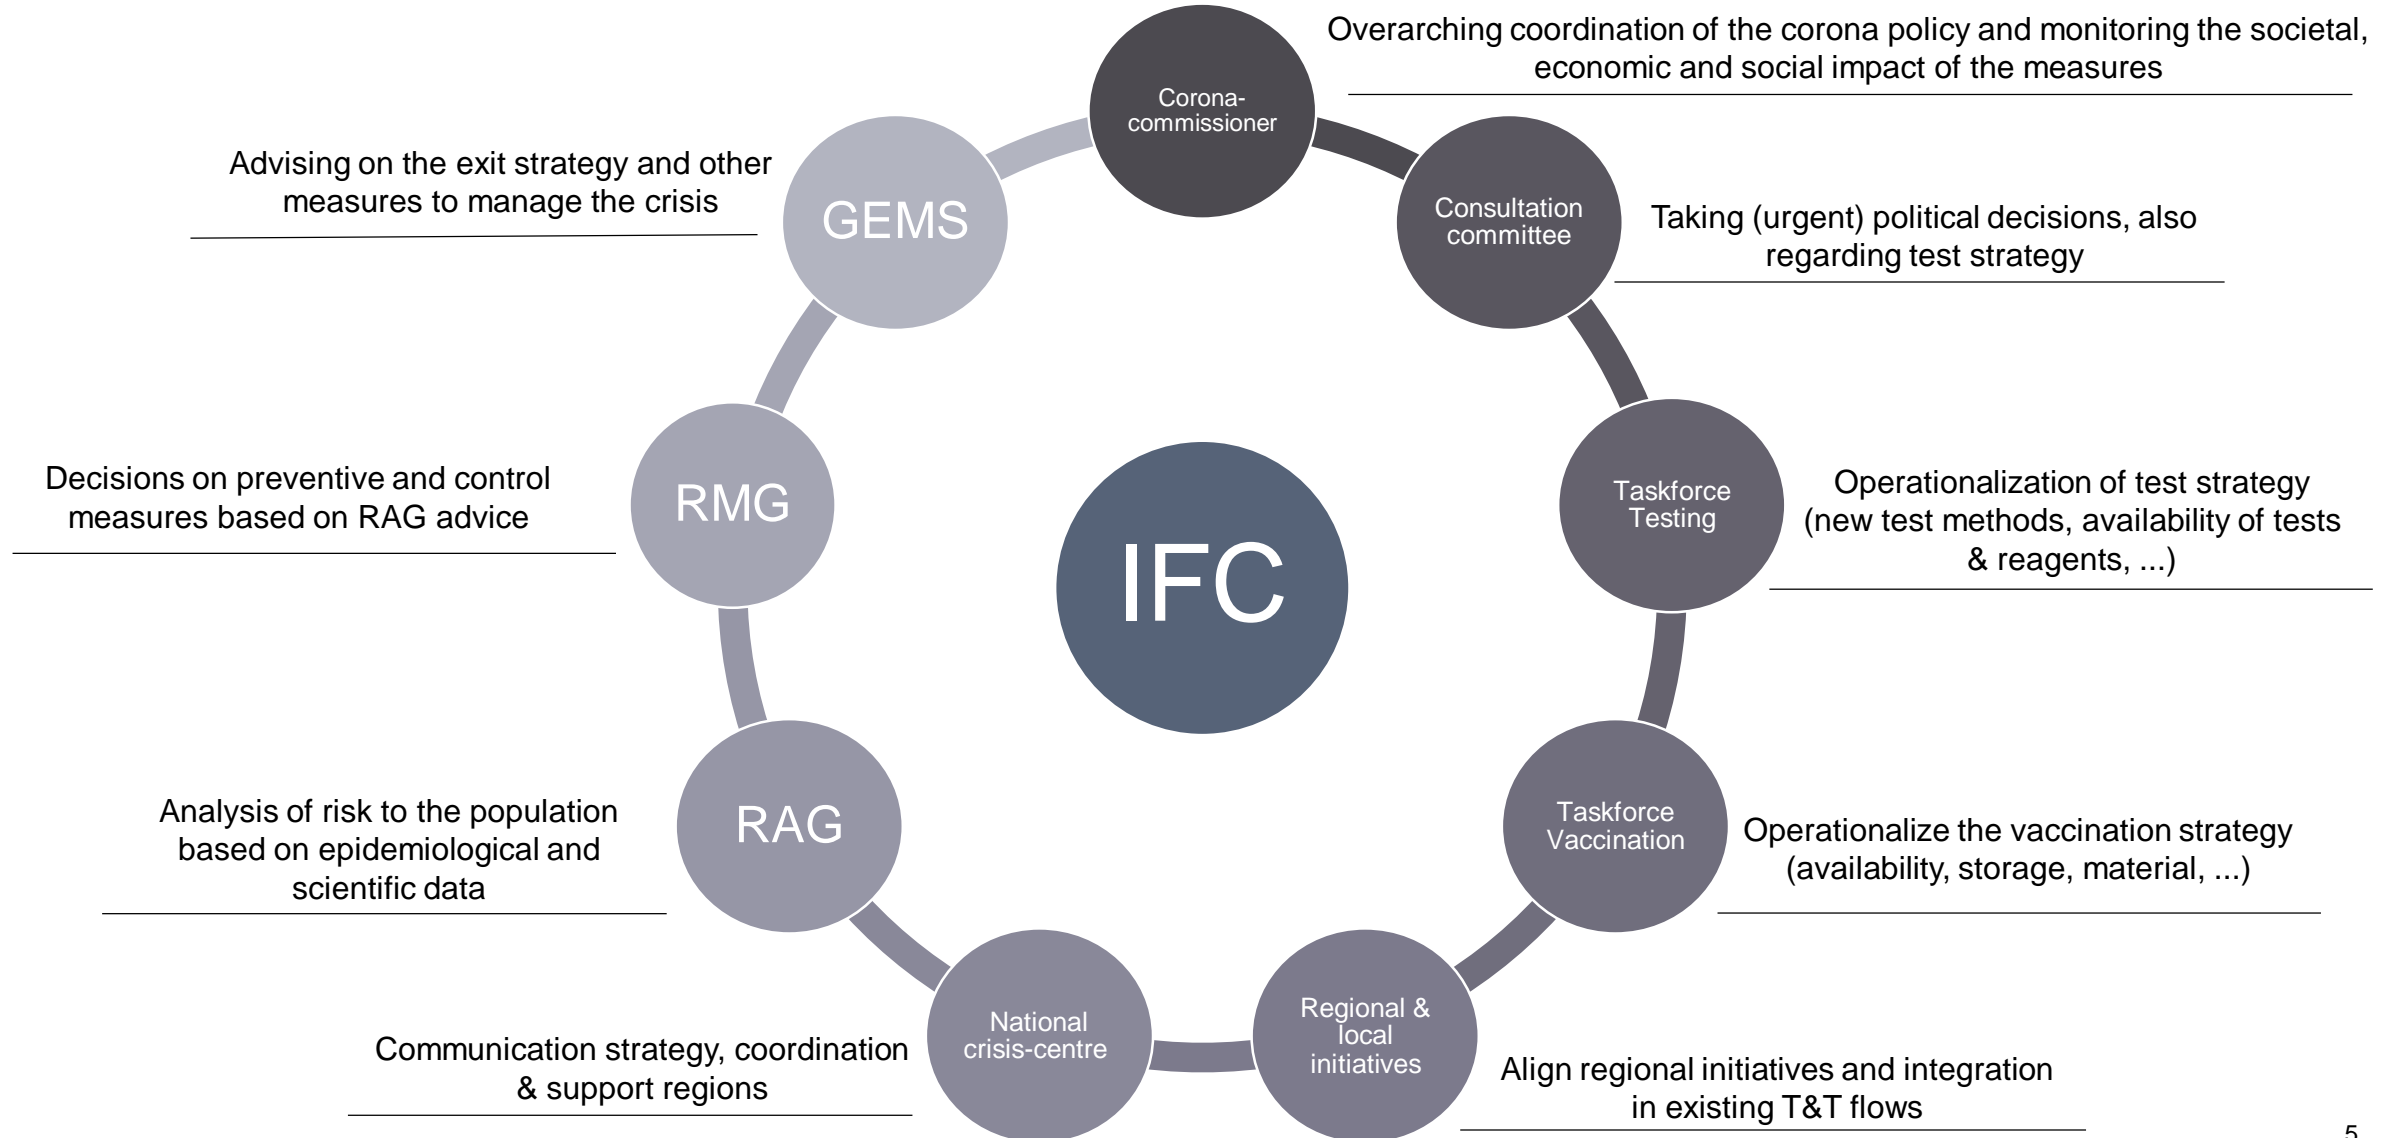 Corona-
commissioner
Overarching coordination of the corona policy and monitoring the societal,
economic and social impact of the measures
Consultation
committee
Taking (urgent) political decisions, also
regarding test strategy
Taskforce
Testing
Operationalization of test strategy
(new test methods, availability of tests
& reagents, ...)
Taskforce
Vaccination
Operationalize the vaccination strategy
(availability, storage, material, ...)
Regional &
local
initiatives
Align regional initiatives and integration
in existing T&T flows
National
crisis-centre
Communication strategy, coordination
& support regions
RAG
Analysis of risk to the population
based on epidemiological and
scientific data
RMG
Decisions on preventive and control
measures based on RAG advice
GEMS
Advising on the exit strategy and other
measures to manage the crisis
IFC
5